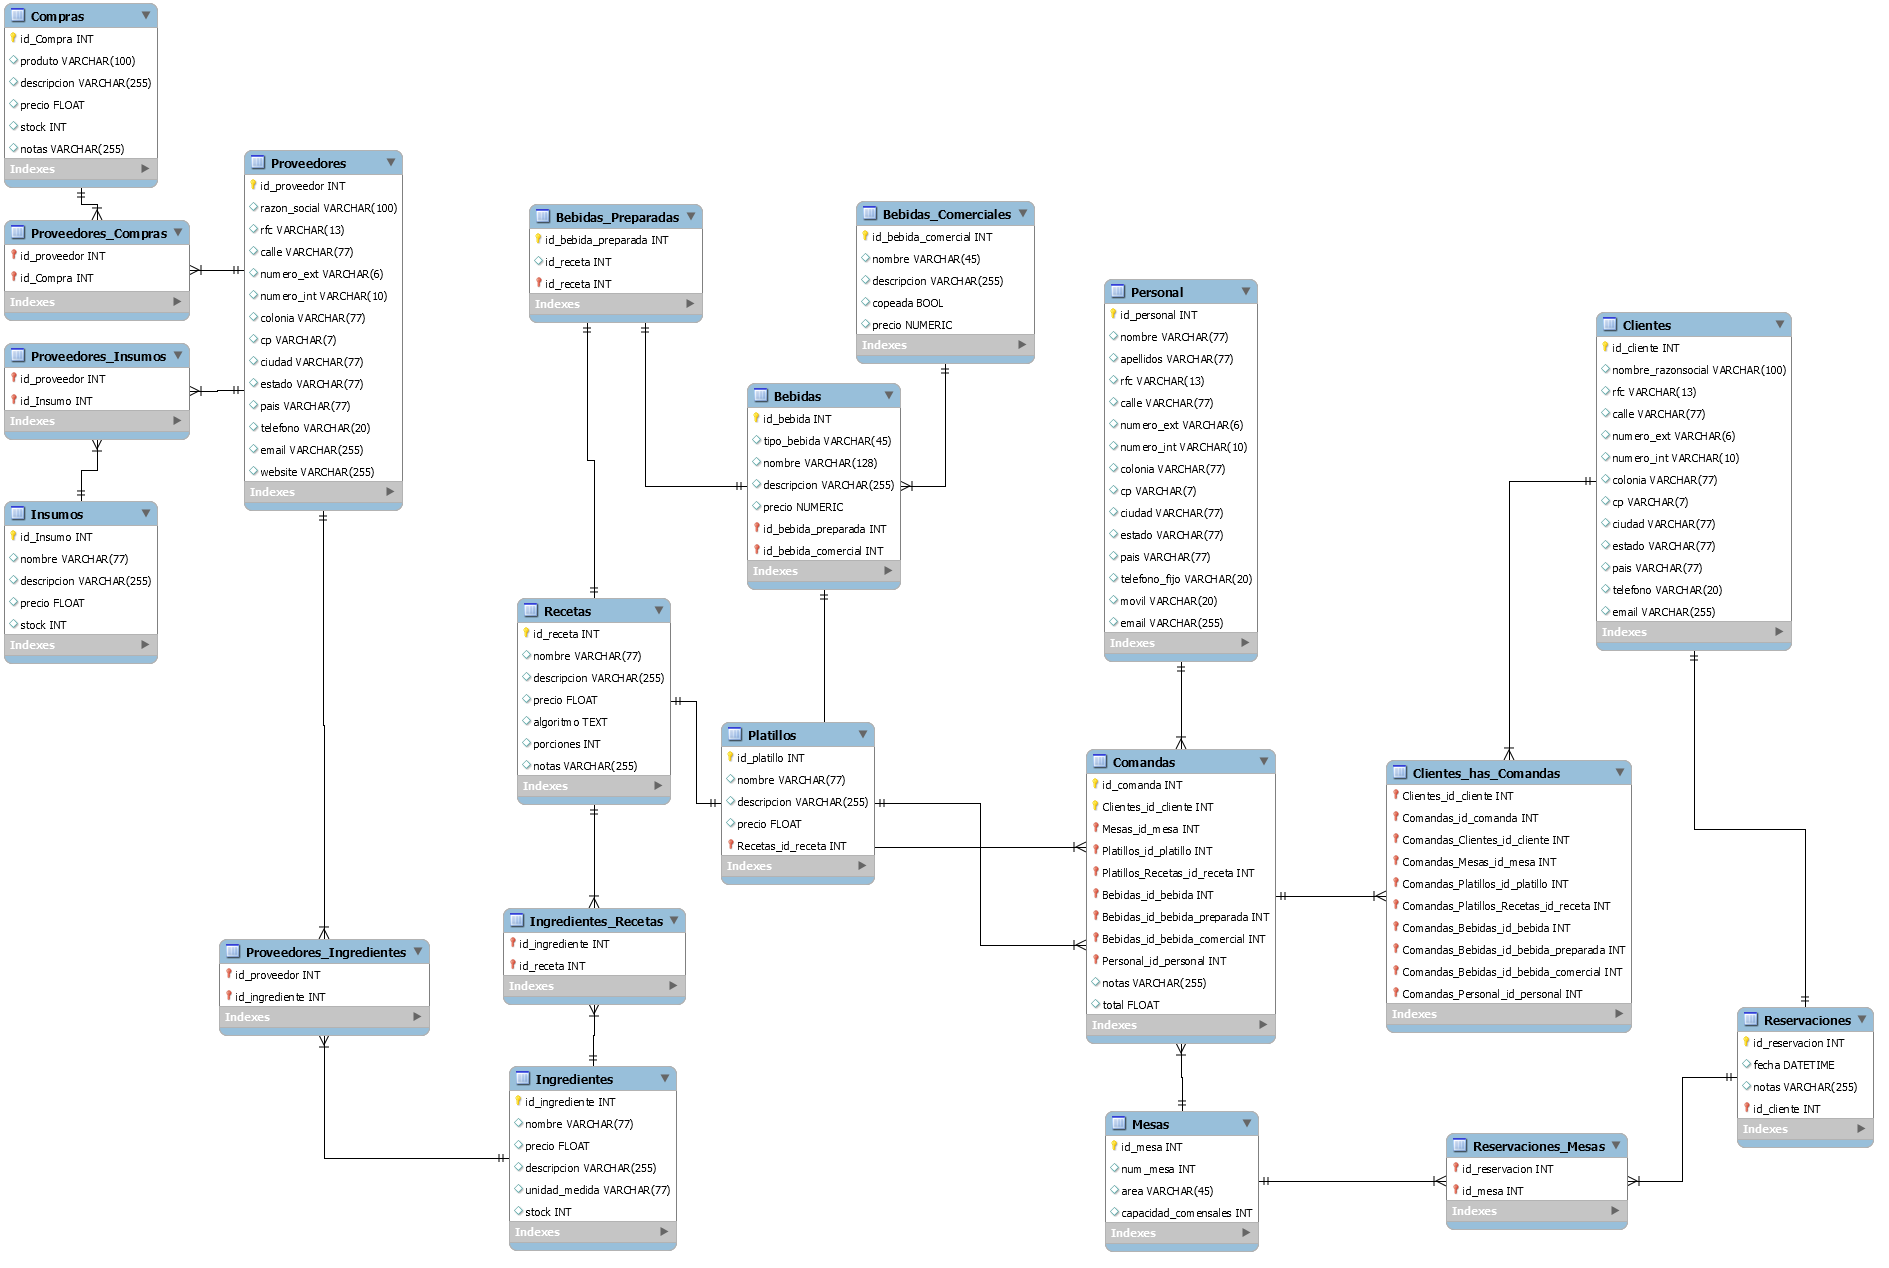 Compras
id_Compra INT
produto VARCHAR(100)
descripcion VARCHAR(255)
precio FLOAT
stock INT
notas VARCHAR(255)
Indexes
Proveedores_Compras
id_proveedor INT
id_Compra INT
Indexes
Proveedores_Insumos
id_proveedor INT
id_Insumo INT
Indexes
Insumos
id_Insumo INT
nombre VARCHAR(77)
descripcion VARCHAR(255)
precio FLOAT
stock INT
Indexes
Proveedores
id_proveedor INT
razon_social VARCHAR(100)
rfc VARCHAR(13)
calle VARCHAR(77)
numero_ext VARCHAR(6)
numero_int VARCHAR(10)
colonia VARCHAR(77)
cp VARCHAR(7)
ciudad VARCHAR(77)
estado VARCHAR(77)
pais VARCHAR(77)
telefono VARCHAR(20)
email VARCHAR(255)
website VARCHAR(255)
Indexes
Proveedores_Ingredientes
id_proveedor INT
id_ingrediente INT
Indexes
Bebidas_Preparadas
id_bebida_preparada INT
id_receta INT
id_receta INT
Indexes
Recetas
id_receta INT
nombre VARCHAR(77)
descripcion VARCHAR(255)
precio FLOAT
algoritmo TEXT
porciones INT
notas VARCHAR(255)
Indexes
Ingredientes_Recetas
id_ingrediente INT
id_receta INT
Indexes
Ingredientes
id_ingrediente INT
nombre VARCHAR(77)
precio FLOAT
descripcion VARCHAR(255)
unidad_medida VARCHAR(77)
stock INT
Indexes
Bebidas_Comerciales
id_bebida_comercial INT
nombre VARCHAR(45)
descripcion VARCHAR(255)
copeada BOOL
precio NUMERIC
Indexes
Bebidas
id_bebida INT
tipo_bebida VARCHAR(45)
nombre VARCHAR(128)
descripcion VARCHAR(255)
precio NUMERIC
id_bebida_preparada INT
id_bebida_comercial INT
Indexes
Platillos
id_platillo INT
nombre VARCHAR(77)
descripcion VARCHAR(255)
precio FLOAT
Recetas_id_receta INT
Indexes
Personal
id_personal INT
nombre VARCHAR(77)
apellidos VARCHAR(77)
rfc VARCHAR(13)
calle VARCHAR(77)
numero_ext VARCHAR(6)
numero_int VARCHAR(10)
colonia VARCHAR(77)
cp VARCHAR(7)
ciudad VARCHAR(77)
estado VARCHAR(77)
pais VARCHAR(77)
telefono_fijo VARCHAR(20)
movil VARCHAR(20)
email VARCHAR(255)
Indexes
Comandas
id_comanda INT
Clientes_id_cliente INT
Mesas_id_mesa INT
Platillos_id_platillo INT
Platillos_Recetas_id_receta INT
Bebidas_id_bebida INT
Bebidas_id_bebida_preparada INT
Bebidas_id_bebida_comercial INT
Personal_id_personal INT
notas VARCHAR(255)
total FLOAT
Indexes
Mesas
id_mesa INT
num_mesa INT
area VARCHAR(45)
capacidad_comensales INT
Indexes
Clientes
id_cliente INT
nombre_razonsocial VARCHAR(100)
rfc VARCHAR(13)
calle VARCHAR(77)
numero_ext VARCHAR(6)
numero_int VARCHAR(10)
colonia VARCHAR(77)
cp VARCHAR(7)
ciudad VARCHAR(77)
estado VARCHAR(77)
pais VARCHAR(77)
telefono VARCHAR(20)
email VARCHAR(255)
Indexes
Clientes_has_Comandas
Clientes_id_cliente INT
Comandas_id_comanda INT
Comandas_Clientes_id_cliente INT
Comandas_Mesas_id_mesa INT
Comandas_Platillos_id_platillo INT
Comandas_Platillos_Recetas_id_receta INT
Comandas_Bebidas_id_bebida INT
Comandas_Bebidas_id_bebida_preparada INT
Comandas_Bebidas_id_bebida_comercial INT
Comandas_Personal_id_personal INT
Indexes
Reservaciones
id_reservacion INT
fecha DATETIME
notas VARCHAR(255)
id_cliente INT
Indexes
Reservaciones_Mesas
id_reservacion INT
id_mesa INT
Indexes